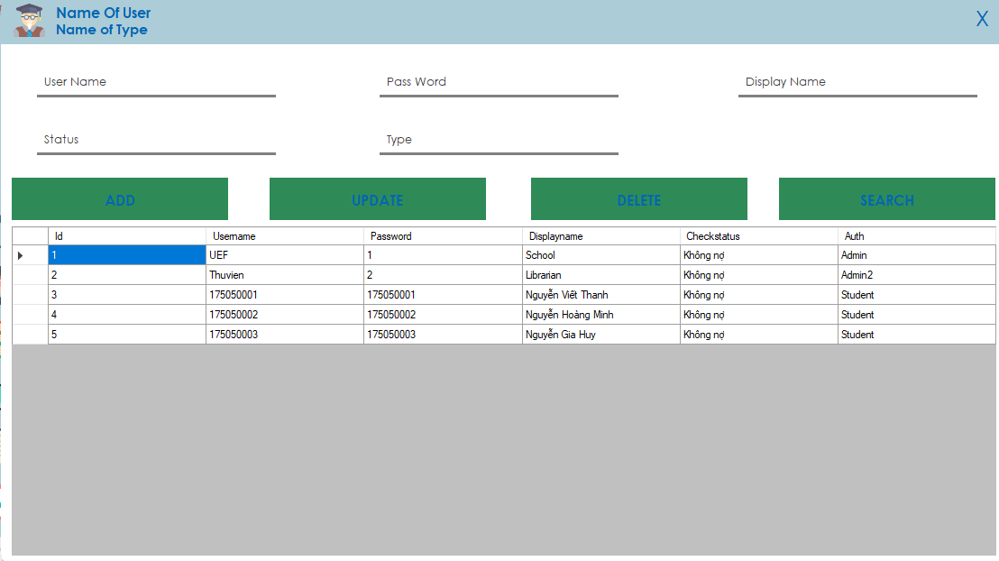 Name Of User
Name of Type
X
User Name Pass Word Display Name
Status Type
ADD UPDATE DELETE SEARCH
Id Username Password Displayname Checkstatus Auth
1 UEF 1 School Không nợ Admin
2 Thuvien 2 Librarian Không nợ Admin2
3 175050001 175050001 Nguyễn Viết Thanh Không nợ Student
4 175050002 175050002 Nguyễn Hoàng Minh Không nợ Student
5 175050003 175050003 Nguyễn Gia Huy Không nợ Student